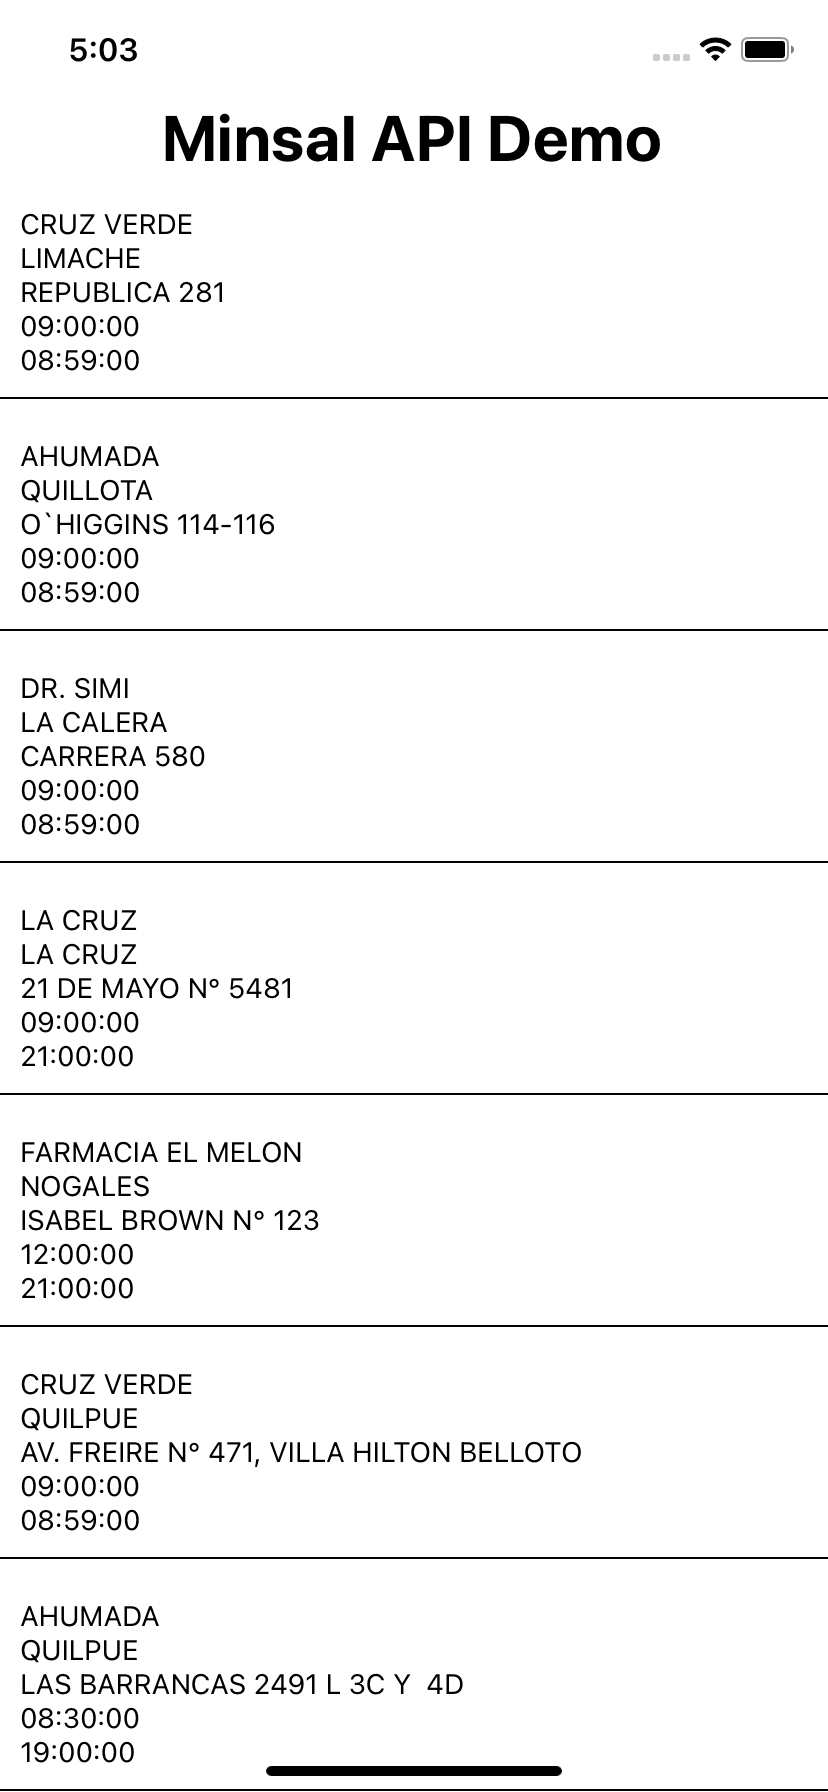 5:03
Minsal API Demo
CRUZ VERDE
LIMACHE
REPUBLICA 281
09:00:00
08:59:00
AHUMADA
QUILLOTA
O`HIGGINS 114-116
09:00:00
08:59:00
DR. SIMI
LA CALERA
CARRERA 580
09:00:00
08:59:00
LA CRUZ
LA CRUZ
21 DE MAYO N° 5481
09:00:00
21:00:00
FARMACIA EL MELON
NOGALES
ISABEL BROWN N° 123
12:00:00
21:00:00
CRUZ VERDE
QUILPUE
AV. FREIRE N° 471, VILLA HILTON BELLOTO
09:00:00
08:59:00
AHUMADA
QUILPUE
LAS BARRANCAS 2491 L 3C Y  4D
08:30:00
19:00:00